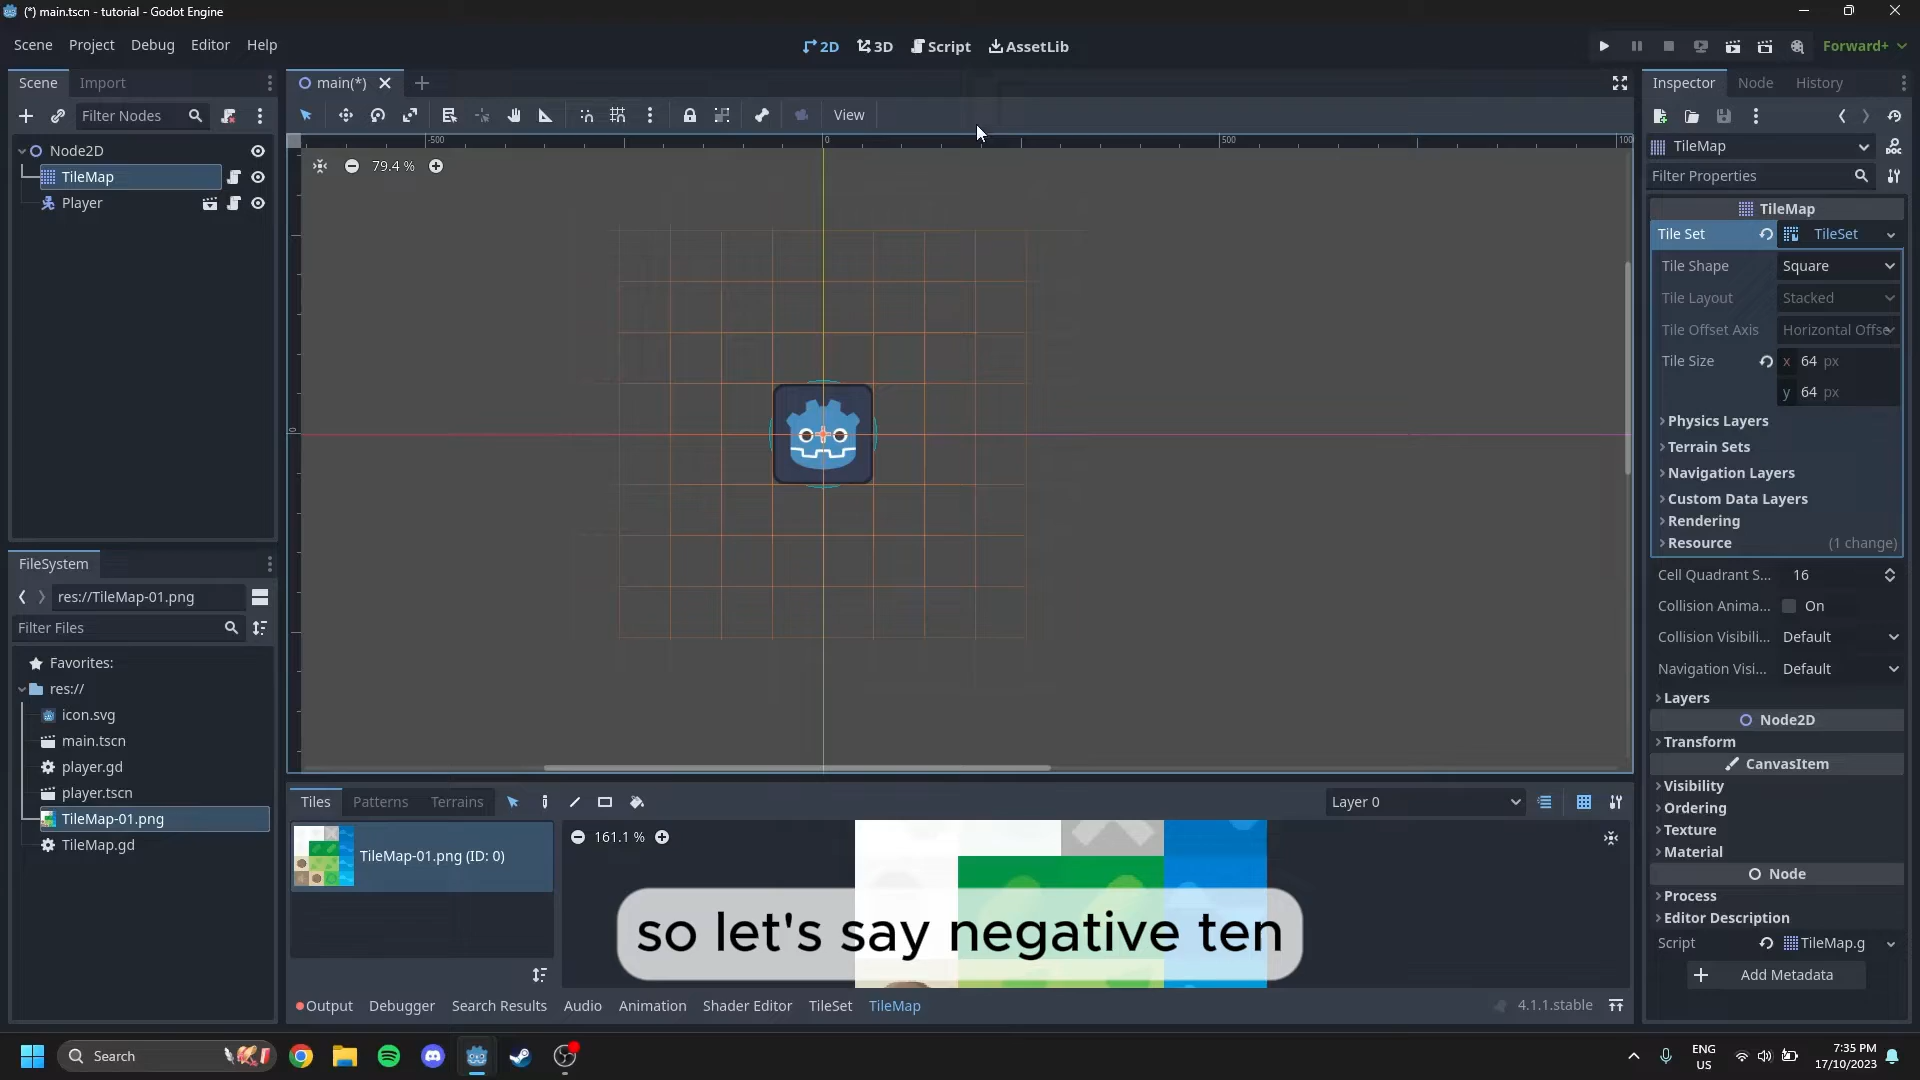 (*) main.tscn - tutorial - Godot Engine
Scene Project Debug Editor Help
2D 3D Script AssetLib
Forward+
Scene Import
main(*)
Inspector Node History
Filter Nodes
View
Node2D
TileMap
Player
-500 0 500 100
79.4 %
0
TileMap
Filter Properties
TileMap
Tile Set TileSet
Tile Shape Square
Tile Layout Stacked
Tile Offset Axis Horizontal Offse
Tile Size x 64 px
y 64 px
Physics Layers
Terrain Sets
Navigation Layers
Custom Data Layers
Rendering
Resource (1 change)
Cell Quadrant S... 16
Collision Anima... On
Collision Visibili... Default
Navigation Visi... Default
Layers
Node2D
Transform
CanvasItem
Visibility
Ordering
Texture
Material
Node
Process
Editor Description
Script TileMap.g
Add Metadata
FileSystem
res://TileMap-01.png
Filter Files
Favorites:
res://
icon.svg
main.tscn
player.gd
player.tscn
TileMap-01.png
TileMap.gd
Tiles Patterns Terrains
Layer 0
TileMap-01.png (ID: 0)
161.1 %
so let's say negative ten
Output Debugger Search Results Audio Animation Shader Editor TileSet TileMap
4.1.1.stable
Search
ENG
US
7:35 PM
17/10/2023